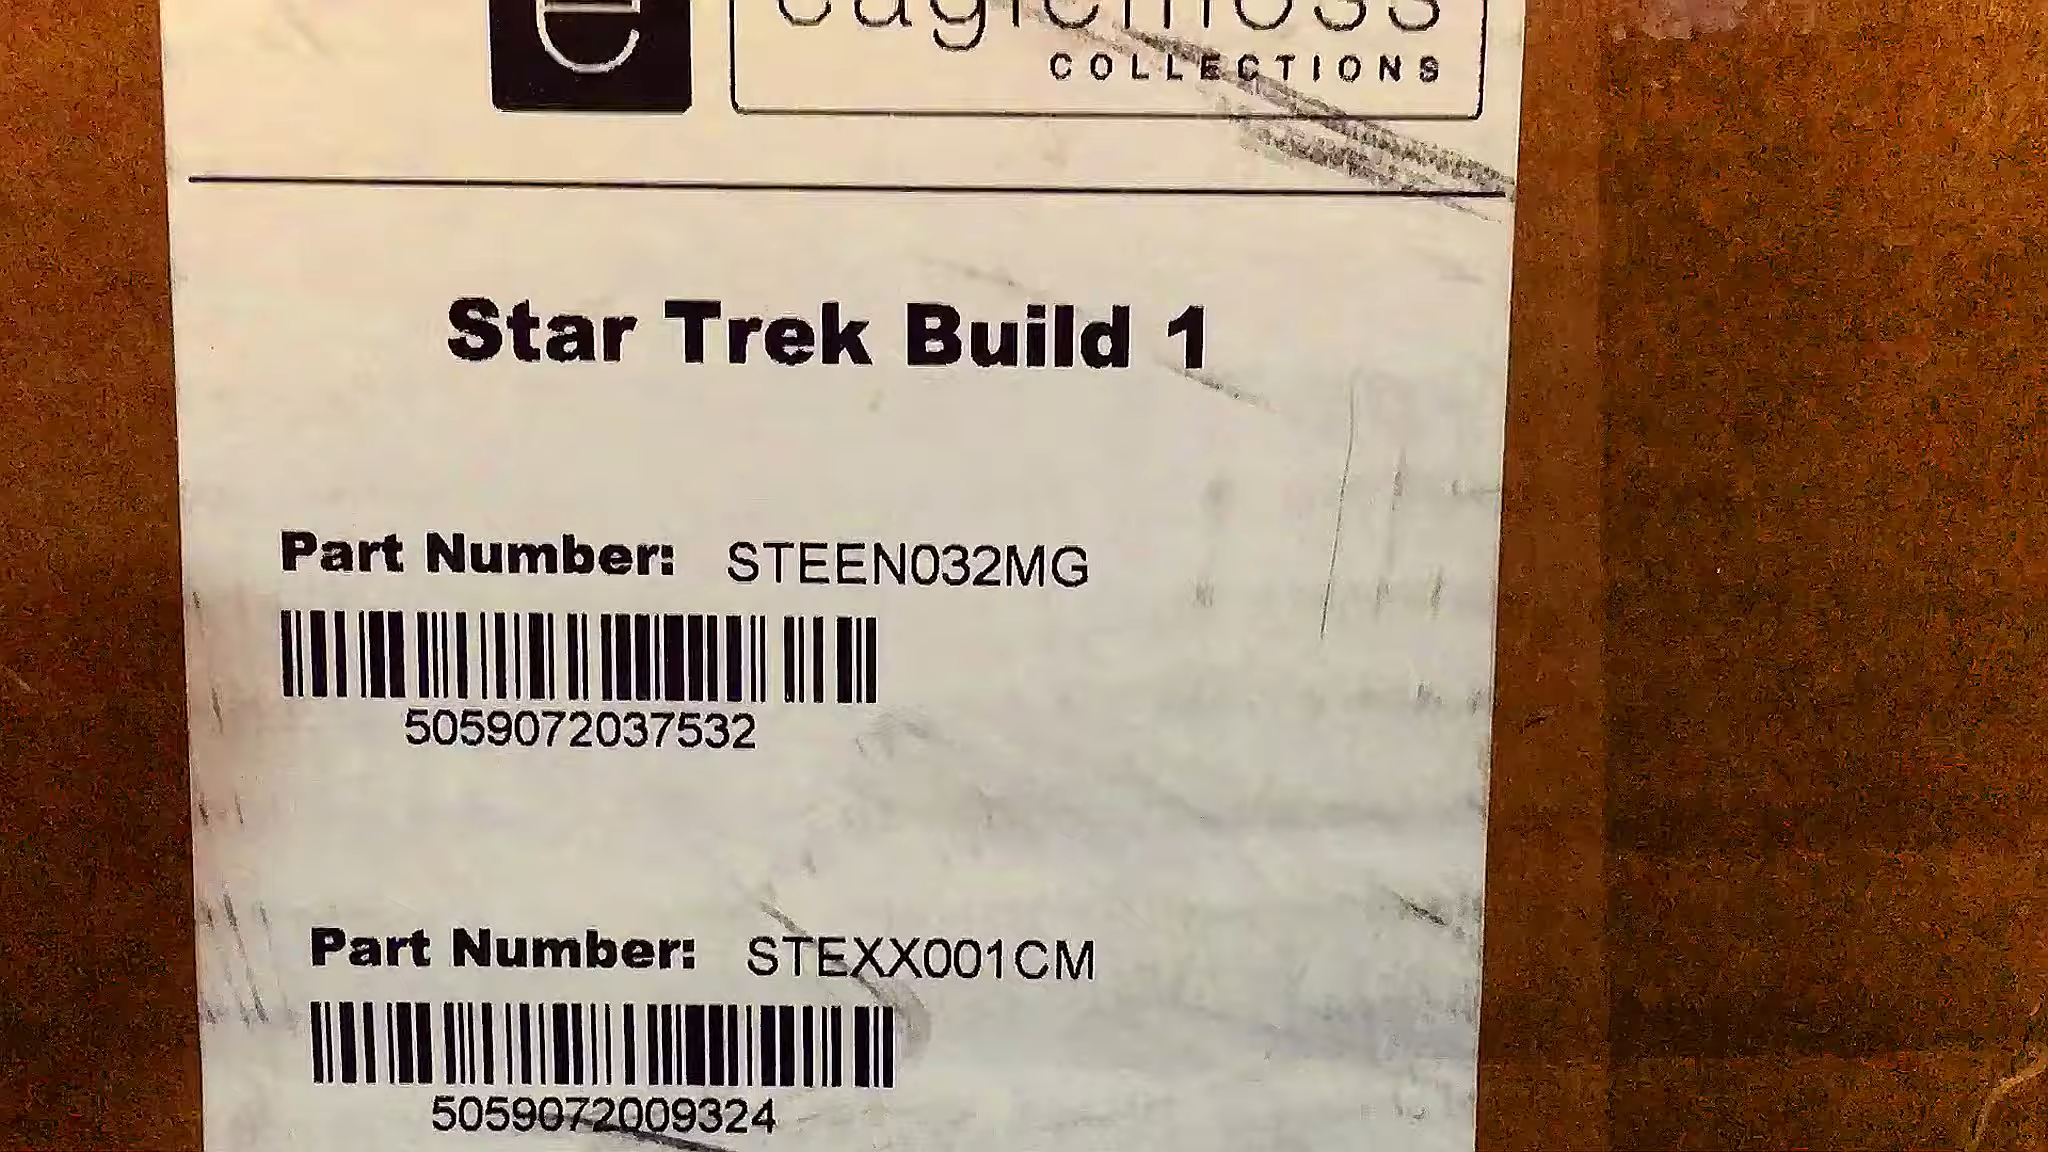 e eaglemoss
COLLECTIONS
Star Trek Build 1
Part Number: STEEN032MG
5059072037532
Part Number: STEXX001CM
5059072009324